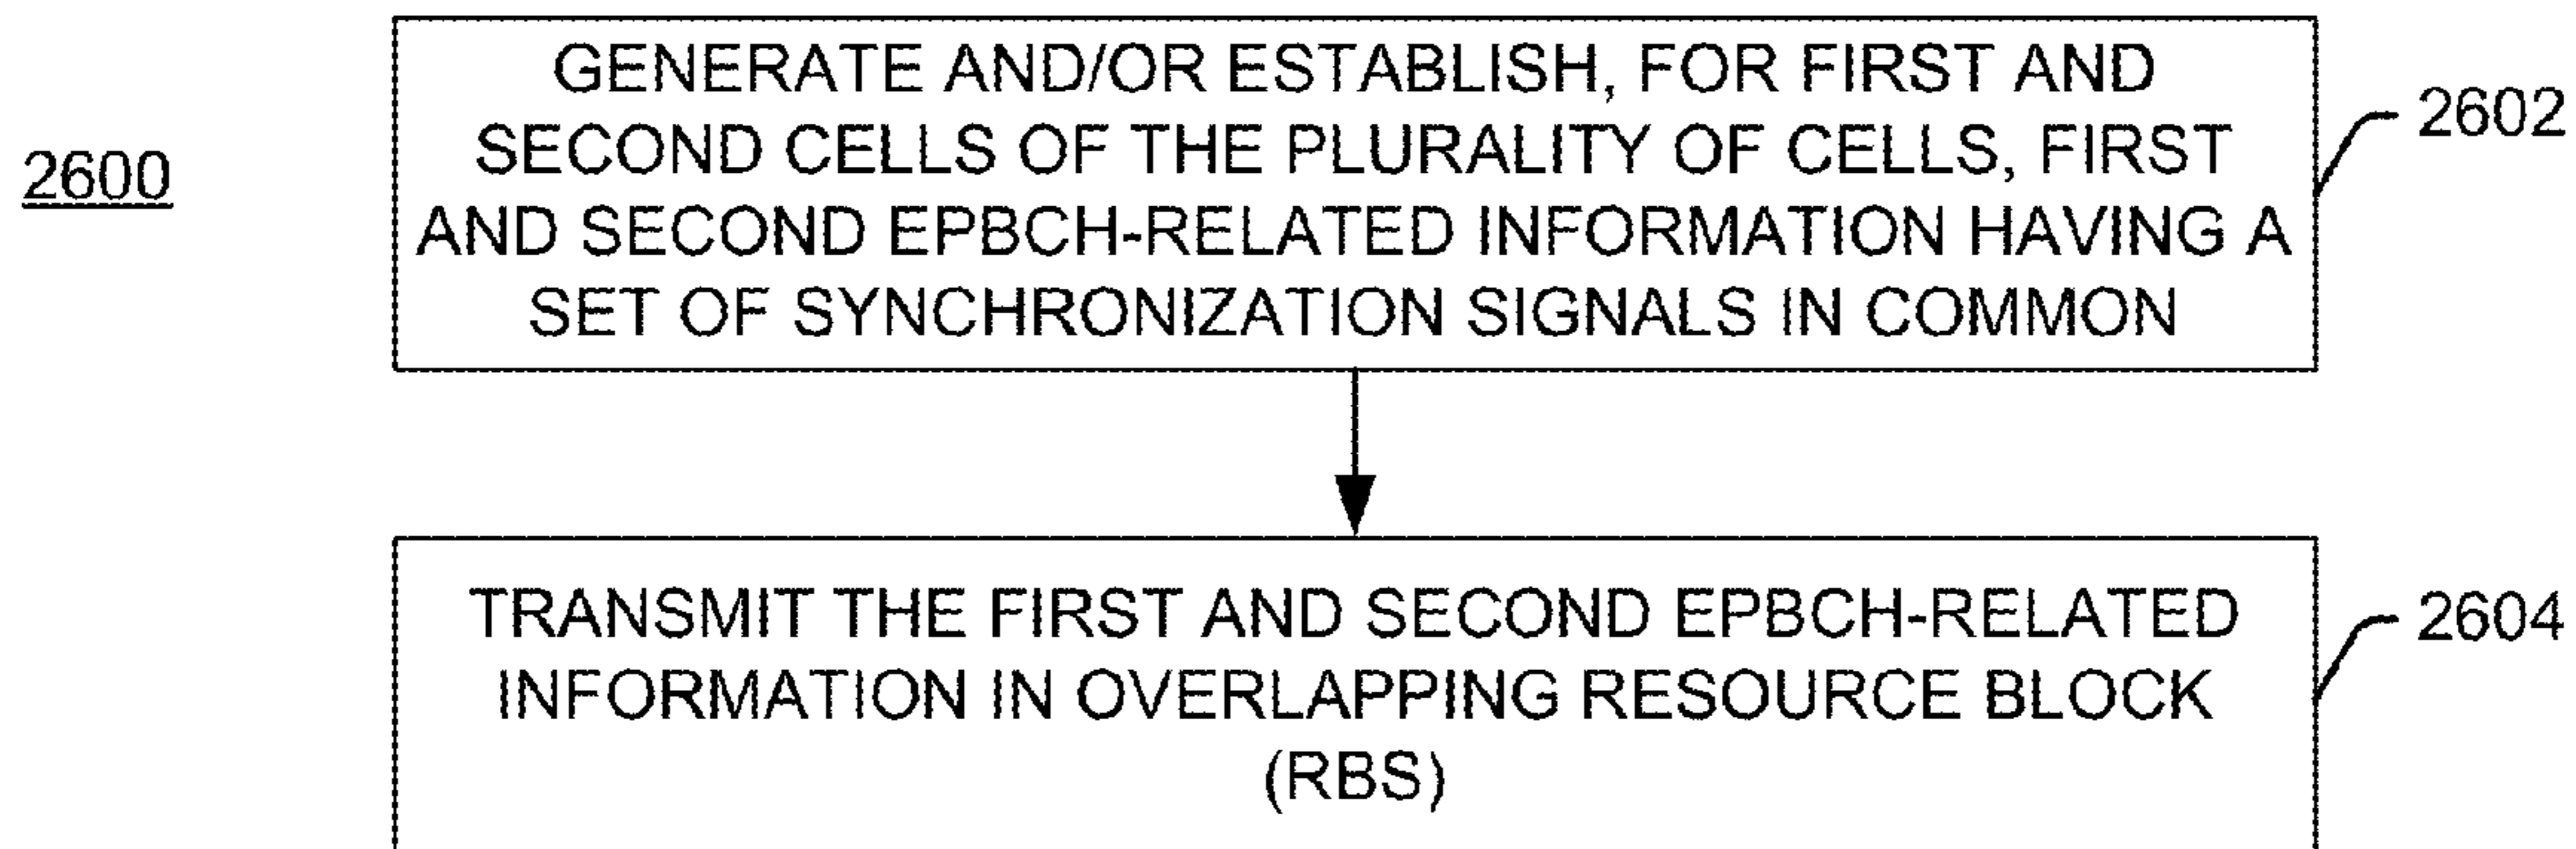 2600
GENERATE AND/OR ESTABLISH, FOR FIRST AND
SECOND CELLS OF THE PLURALITY OF CELLS, FIRST
AND SECOND EPBCH-RELATED INFORMATION HAVING A
SET OF SYNCHRONIZATION SIGNALS IN COMMON
2602
TRANSMIT THE FIRST AND SECOND EPBCH-RELATED
INFORMATION IN OVERLAPPING RESOURCE BLOCK
(RBS)
2604